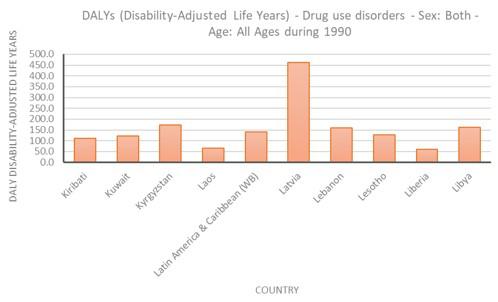 DALYs (Disability-Adjusted Life Years) - Drug use disorders - Sex: Both -
Age: All Ages during 1990
DALY DISABILITY-ADJUSTED LIFE YEARS
500.0
450.0
400.0
350.0
300.0
250.0
200.0
150.0
100.0
50.0
0.0
Kiribati
Kuwait
Kyrgyzstan
Laos
Latin America & Caribbean (WB)
Latvia
Lebanon
Lesotho
Liberia
Libya
COUNTRY